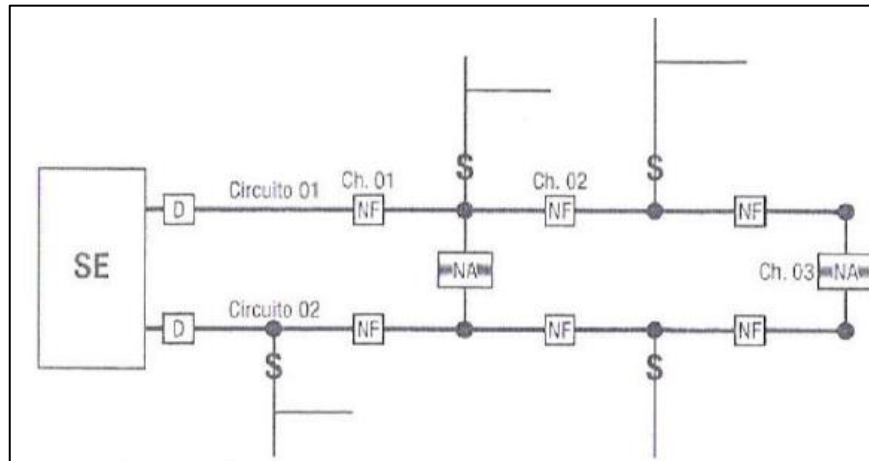 S
S
Ch. 01
Ch. 02
Circuito 01
D
NF
NF
NF
SE
NA
Ch. 03
NA
Circuito 02
D
NF
NF
NF
S
S